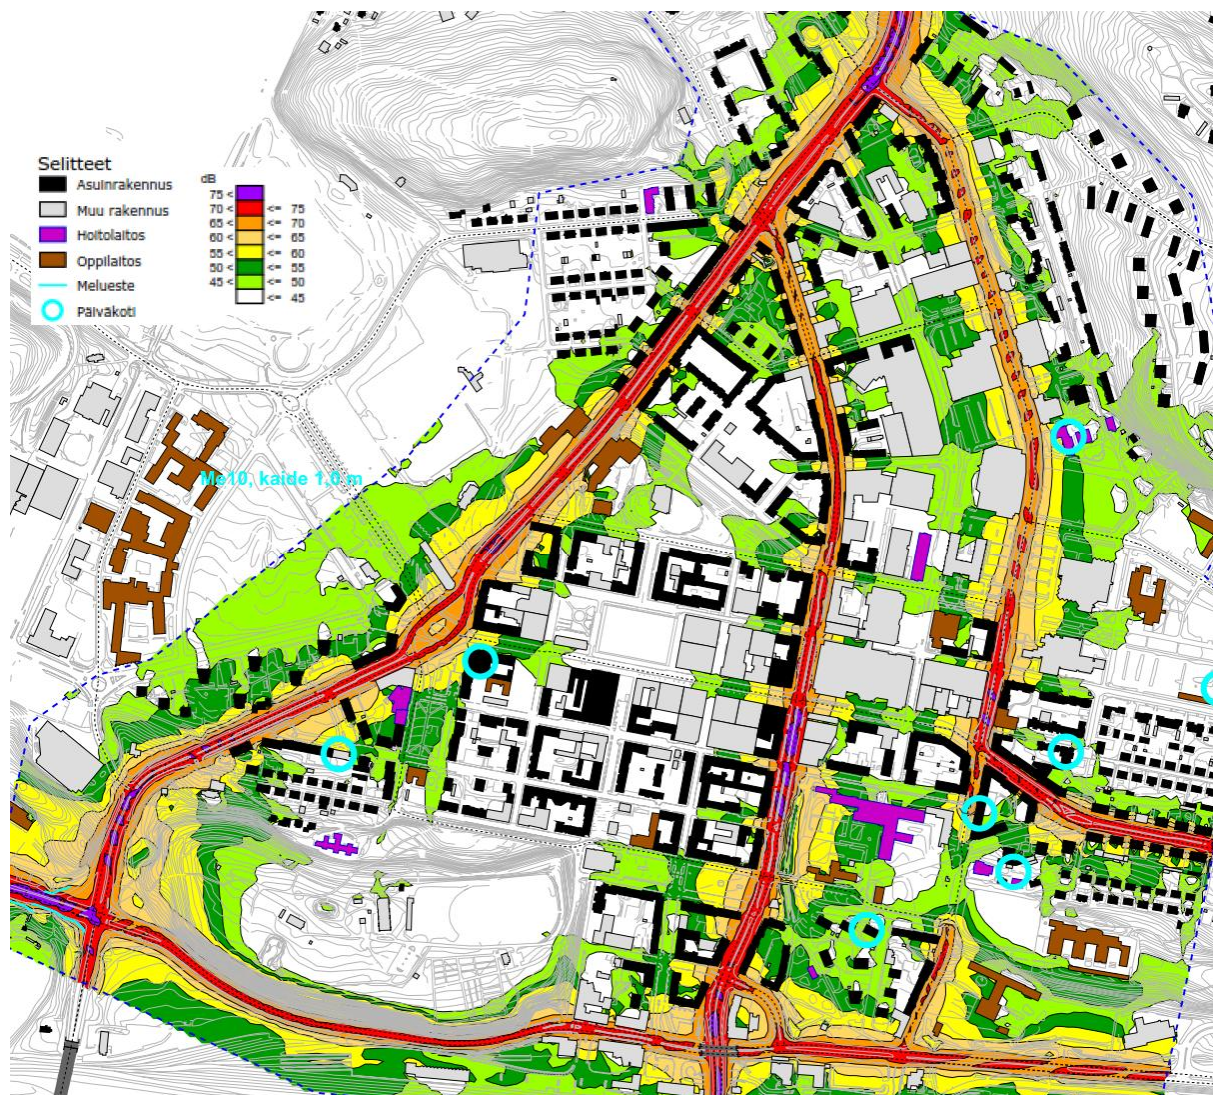 Selitteet
Asuinrakennus
Muu rakennus
Hoitolaitos
Oppilaitos
Melueste
Päiväkoti
dB
75 <
70 < <= 75
65 < <= 70
60 < <= 65
55 < <= 60
50 < <= 55
45 < <= 50
<= 45
Me10, kaide 1,0 m